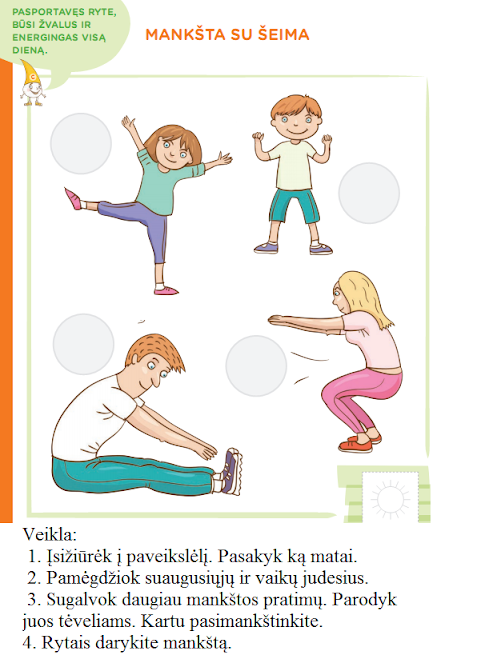 PASPORTAVĘS RYTE,
BŪSI ŽVALUS IR
ENERGINGAS VISĄ
DIENĄ.
MANKŠTA SU ŠEIMA
Veikla:
1. Įsižiūrėk į paveikslėlį. Pasakyk ką matai.
2. Pamėgdžiok suaugusiųjų ir vaikų judesius.
3. Sugalvok daugiau mankštos pratimų. Parodyk
juos tėveliams. Kartu pasimankštinkite.
4. Rytais darykite mankštą.